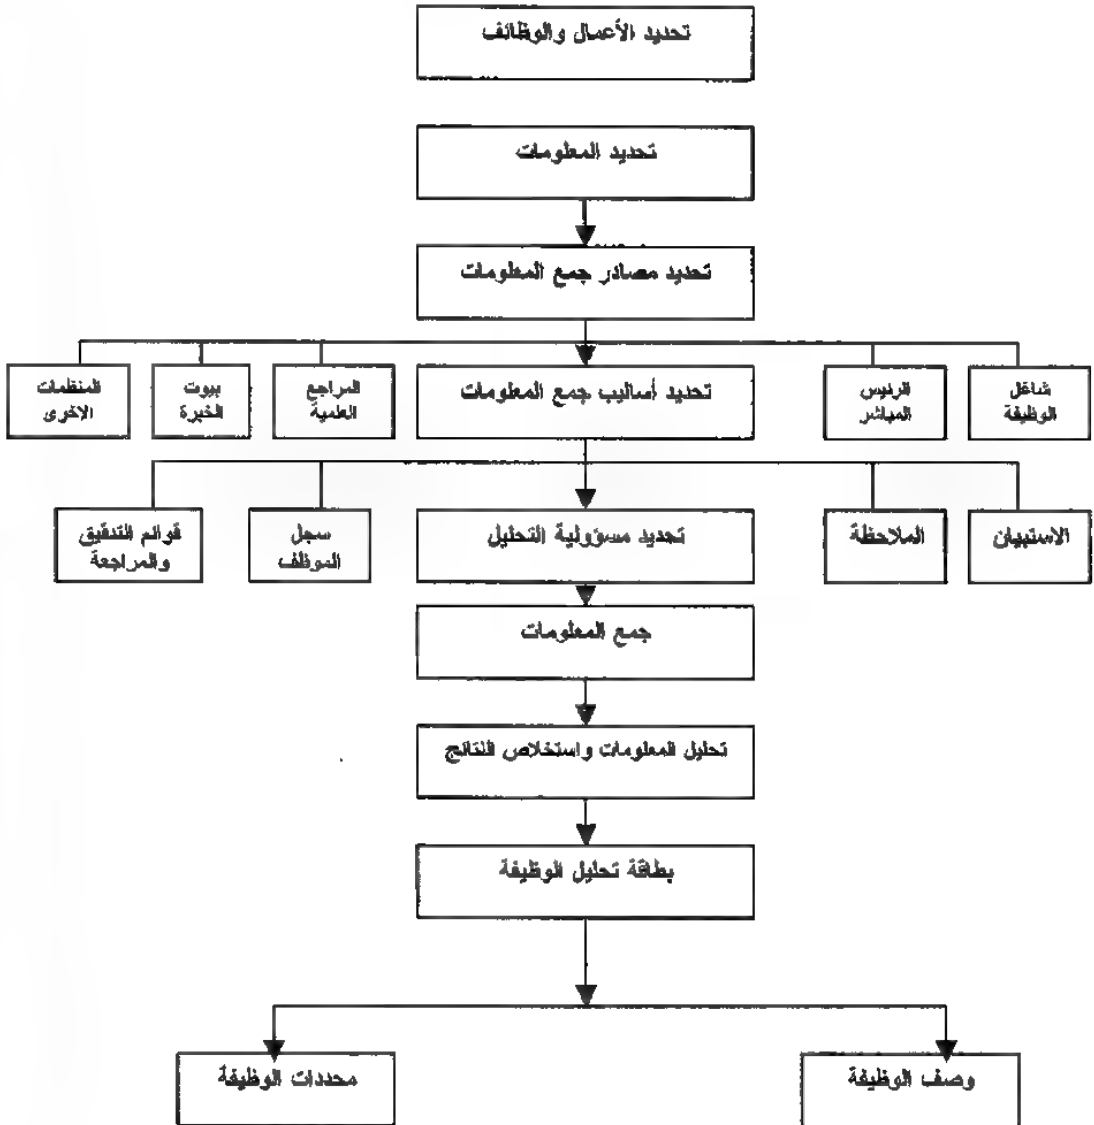 تحديد الأعمال والوظائف
تحديد المعلومات
تحديد مصادر جمع المعلومات
شاغل
الوظيفة
الرئيس
المباشر
تحديد أساليب جمع المعلومات
المراجع
العلمية
بيوت
الخبرة
المنظمات
الاخرى
الاستبيان
الملاحظة
تحديد مسؤولية التحليل
سجل
الموظف
قوائم التدقيق
والمراجعة
جمع المعلومات
تحليل المعلومات واستخلاص النتائج
بطاقة تحليل الوظيفة
وصف الوظيفة
محددات الوظيفة